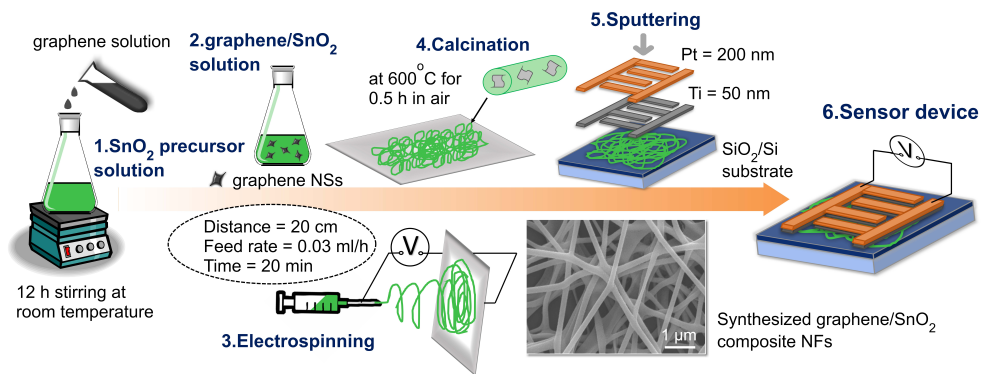 graphene solution
1.SnO2 precursor
solution
12 h stirring at
room temperature
2.graphene/SnO2
solution
graphene NSs
Distance = 20 cm
Feed rate = 0.03 ml/h
Time = 20 min
V
3.Electrospinning
4.Calcination
at 600°C for
0.5 h in air
5.Sputtering
Pt = 200 nm
Ti = 50 nm
SiO2/Si
substrate
1 μm
Synthesized graphene/SnO2
composite NFs
6.Sensor device
V